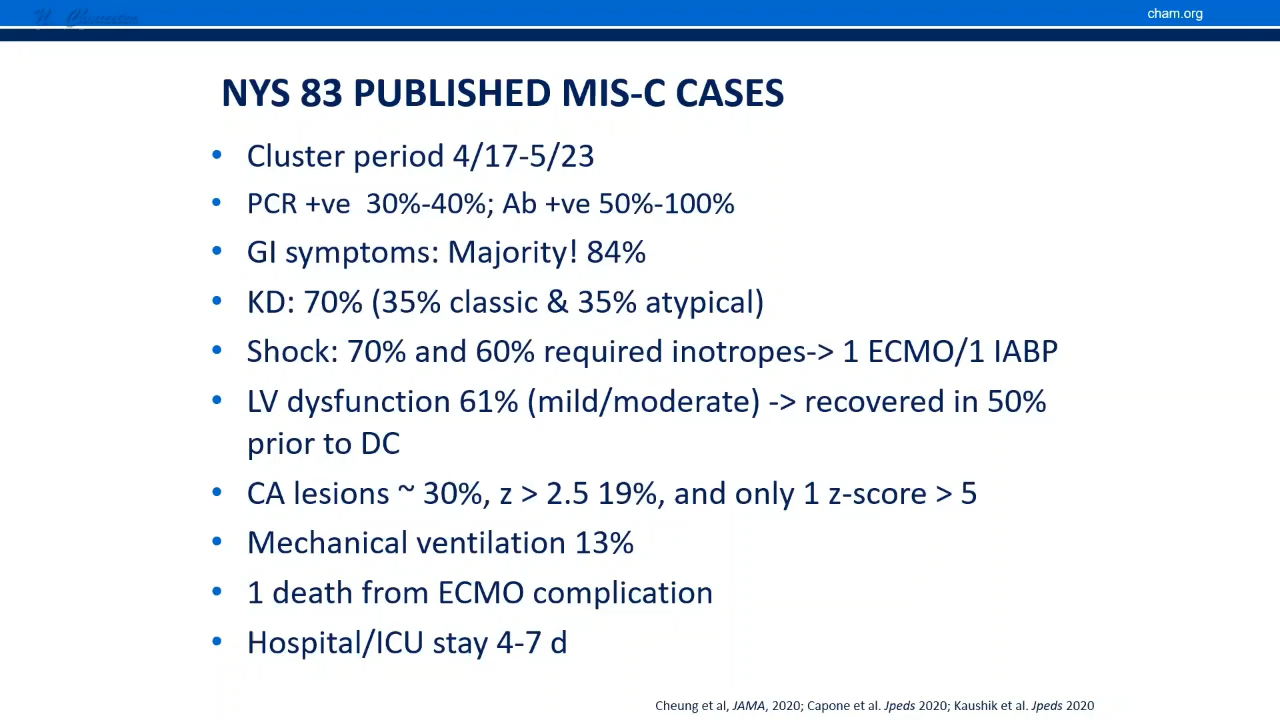 cham.org
NYS 83 PUBLISHED MIS-C CASES
• Cluster period 4/17-5/23
• PCR +ve 30%-40%; Ab +ve 50%-100%
• GI symptoms: Majority! 84%
• KD: 70% (35% classic & 35% atypical)
• Shock: 70% and 60% required inotropes-> 1 ECMO/1 IABP
• LV dysfunction 61% (mild/moderate) -> recovered in 50%
prior to DC
• CA lesions ~ 30%, z > 2.5 19%, and only 1 z-score > 5
• Mechanical ventilation 13%
• 1 death from ECMO complication
• Hospital/ICU stay 4-7 d
Cheung et al, JAMA, 2020; Capone et al. Jpeds 2020; Kaushik et al. Jpeds 2020